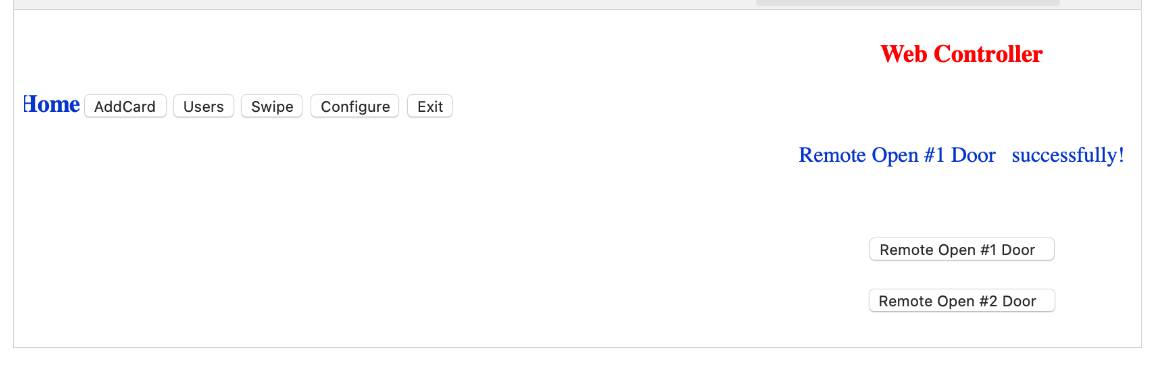 Web Controller
Home AddCard Users Swipe Configure Exit
Remote Open #1 Door successfully!
Remote Open #1 Door
Remote Open #2 Door